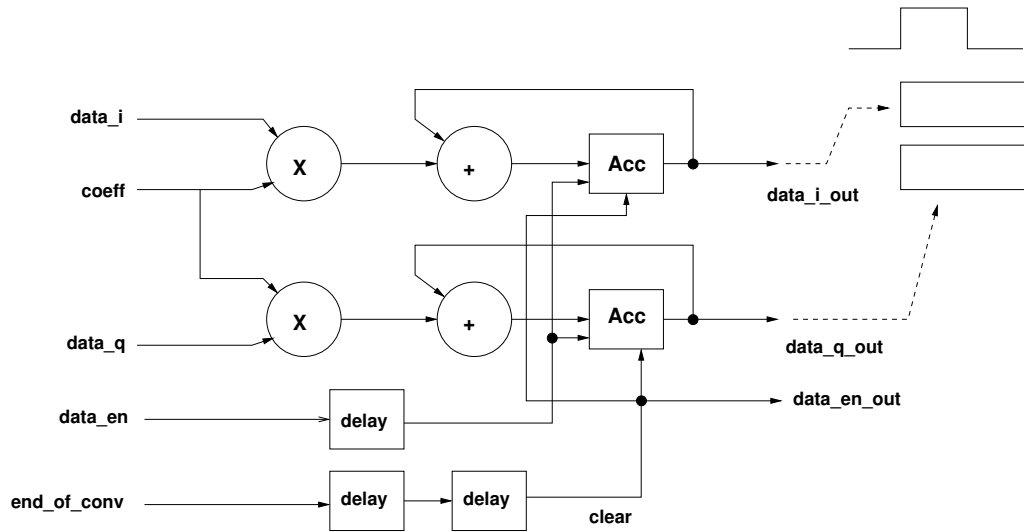 data_i
X
+
Acc
coeff
data_i_out
X
+
Acc
data_q
data_q_out
data_en
delay
data_en_out
end_of_conv
delay
delay
clear